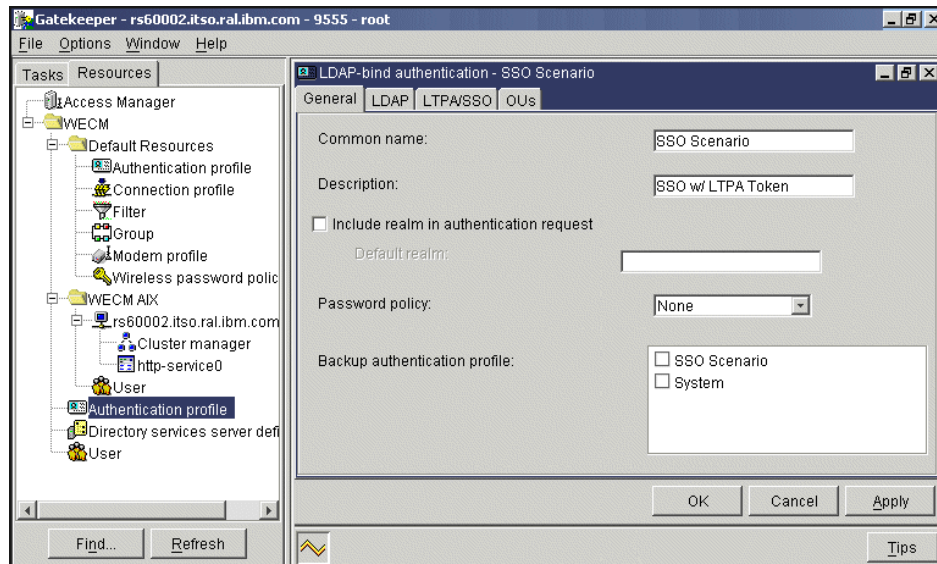 Gatekeeper - rs60002.itso.ral.ibm.com - 9555 - root
File Options Window Help
Tasks Resources
Access Manager
WECM
Default Resources
Authentication profile
Connection profile
Filter
Group
Modem profile
Wireless password polic
WECM AIX
rs60002.itso.ral.ibm.com
Cluster manager
http-service0
User
Authentication profile
Directory services server defi
User
Find... Refresh
LDAP-bind authentication - SSO Scenario
General LDAP LTPA/SSO OUs
Common name: SSO Scenario
Description: SSO w/ LTPA Token
Include realm in authentication request
Default realm:
Password policy: None
Backup authentication profile: SSO Scenario
System
OK Cancel Apply
Tips